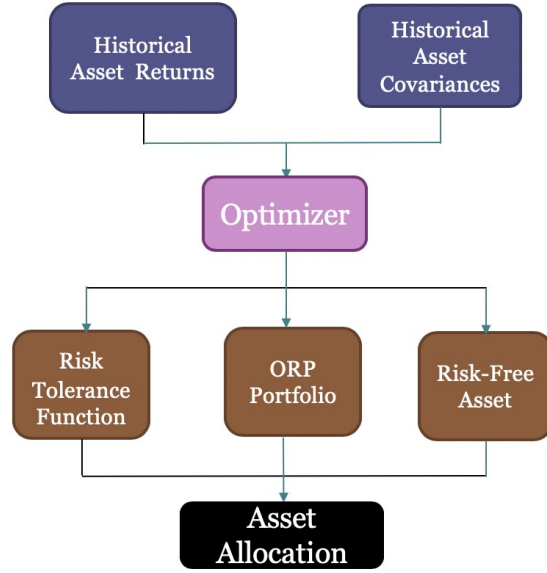 Historical
Asset Returns
Historical
Asset
Covariances
Optimizer
Risk
Tolerance
Function
ORP
Portfolio
Risk-Free
Asset
Asset
Allocation